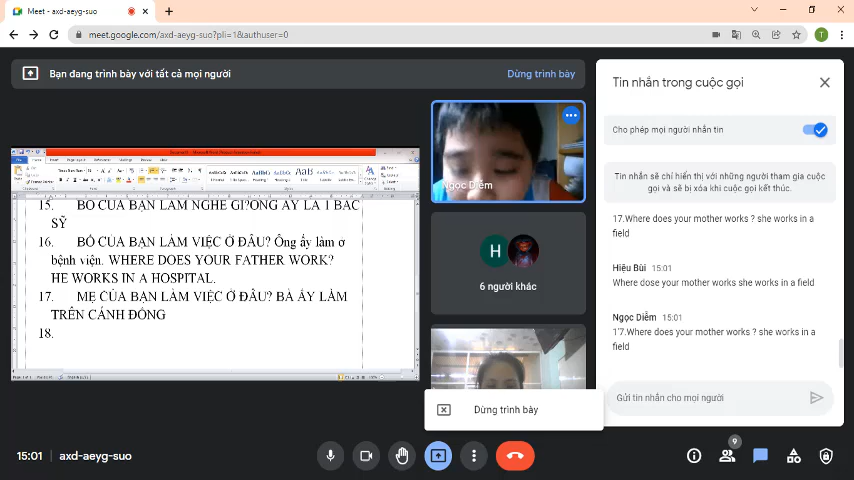 Meet - axd-aeyg-suo
meet.google.com/axd-aeyg-suo?pli=1&authuser=0
T
Bạn đang trình bày với tất cả mọi người
Dừng trình bày
15. BỐ CỦA BẠN LÀM NGHỀ GÌ?ÔNG ẤY LÀ 1 BÁC
SỸ
16. BỐ CỦA BẠN LÀM VIỆC Ở ĐÂU? Ông ấy làm ở
bệnh viện. WHERE DOES YOUR FATHER WORK?
HE WORKS IN A HOSPITAL.
17. MẸ CỦA BẠN LÀM VIỆC Ở ĐÂU? BÀ ẤY LÀM
TRÊN CÁNH ĐỒNG
18.
Ngọc Diễm
H
6 người khác
Dừng trình bày
Tin nhắn trong cuộc gọi
Cho phép mọi người nhắn tin
Tin nhắn sẽ chỉ hiển thị với những người tham gia cuộc
gọi và sẽ bị xóa khi cuộc gọi kết thúc.
17.Where does your mother works ? she works in a
field
Hiệu Bùi 15:01
Where dose your mother works she works in a field
Ngọc Diễm 15:01
1'7.Where does your mother works ? she works in a
field
Gửi tin nhắn cho mọi người
15:01 axd-aeyg-suo
9